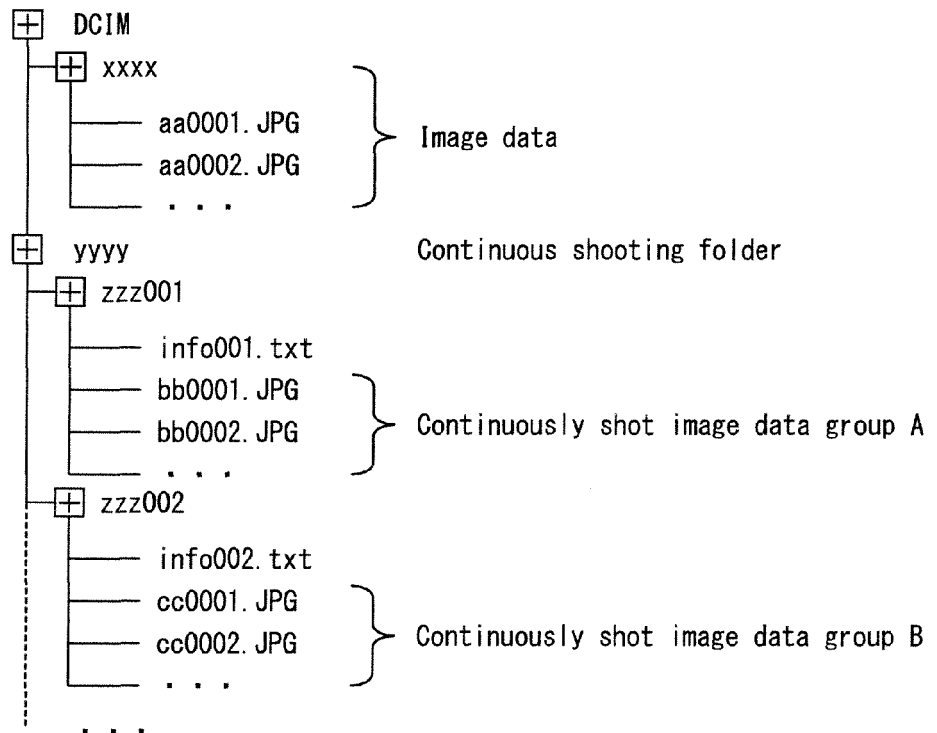 DCIM
xxxx
aa0001.JPG
Image data
aa0002.JPG
. . .
yyyy Continuous shooting folder
zzz001
info001.txt
bb0001.JPG
bb0002.JPG Continuously shot image data group A
. . .
zzz002
info002.txt
cc0001.JPG
cc0002.JPG Continuously shot image data group B
. . .
. . .